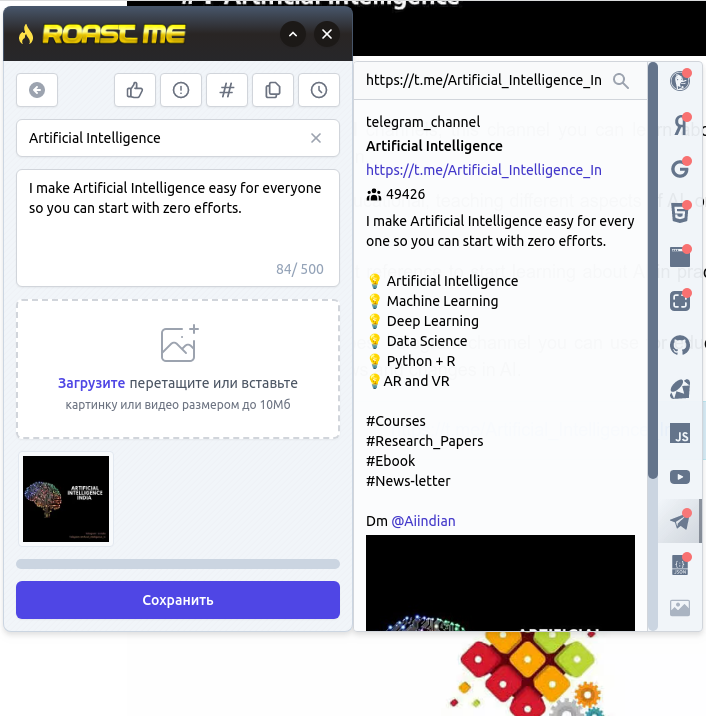 ROAST ME
Artificial Intelligence
I make Artificial Intelligence easy for everyone
so you can start with zero efforts.
84/ 500
Загрузите перетащите или вставьте
картинку или видео размером до 10Мб
ARTIFICIAL
INTELLIGENCE
INDIA
Сохранить
https://t.me/Artificial_Intelligence_In
telegram_channel
Artificial Intelligence
https://t.me/Artificial_Intelligence_In
49426
I make Artificial Intelligence easy for every
one so you can start with zero efforts.
💡 Artificial Intelligence
💡 Machine Learning
💡 Deep Learning
💡 Data Science
💡 Python + R
💡AR and VR
#Courses
#Research_Papers
#Ebook
#News-letter
Dm @Aiindian
JS
JSON